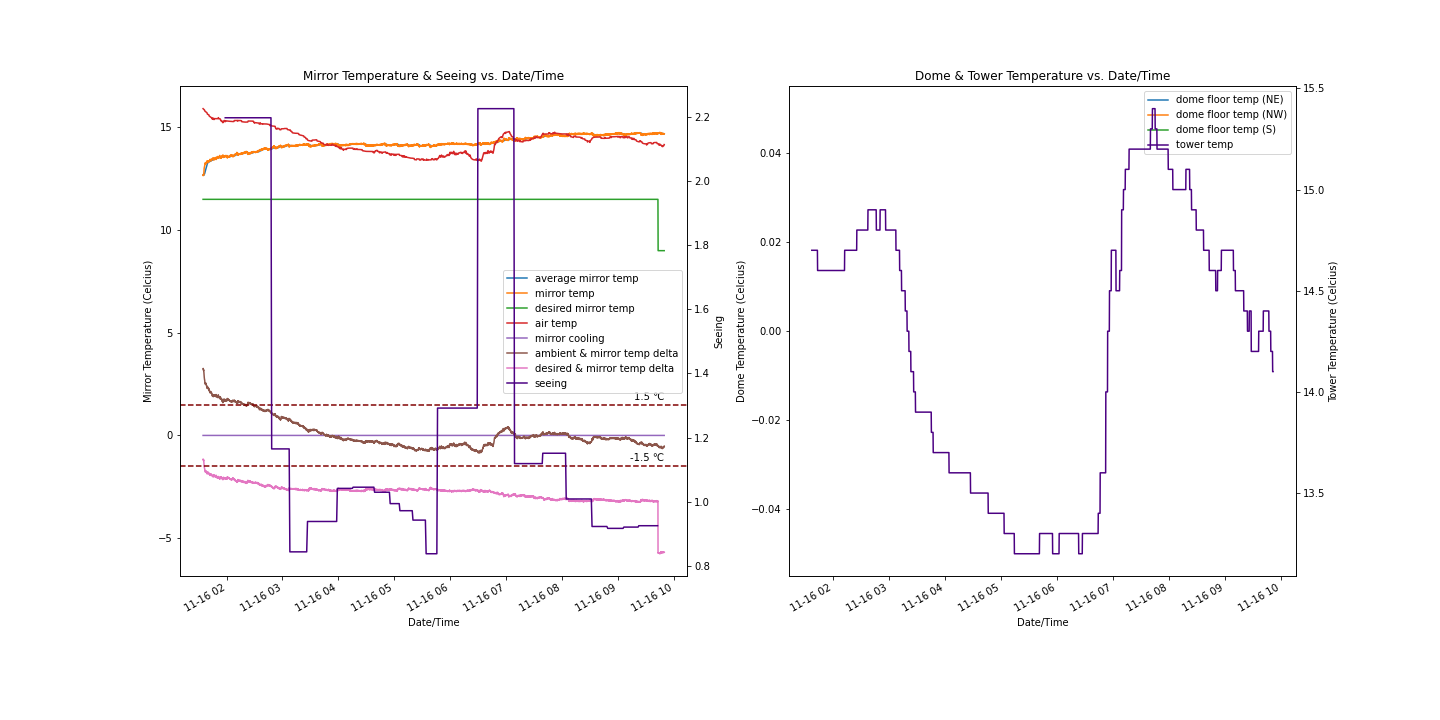 Mirror Temperature & Seeing vs. Date/Time
Mirror Temperature (Celcius)
15
10
5
0
−5
average mirror temp
mirror temp
desired mirror temp
air temp
mirror cooling
ambient & mirror temp delta
desired & mirror temp delta
seeing
1.5 °C
-1.5 °C
2.2
2.0
1.8
1.6
1.4
1.2
1.0
0.8
Seeing
11-16 02
11-16 03
11-16 04
11-16 05
11-16 06
11-16 07
11-16 08
11-16 09
11-16 10
Date/Time
Dome & Tower Temperature vs. Date/Time
Dome Temperature (Celcius)
0.04
0.02
0.00
−0.02
−0.04
dome floor temp (NE)
dome floor temp (NW)
dome floor temp (S)
tower temp
15.5
15.0
14.5
14.0
13.5
Tower Temperature (Celcius)
11-16 02
11-16 03
11-16 04
11-16 05
11-16 06
11-16 07
11-16 08
11-16 09
11-16 10
Date/Time